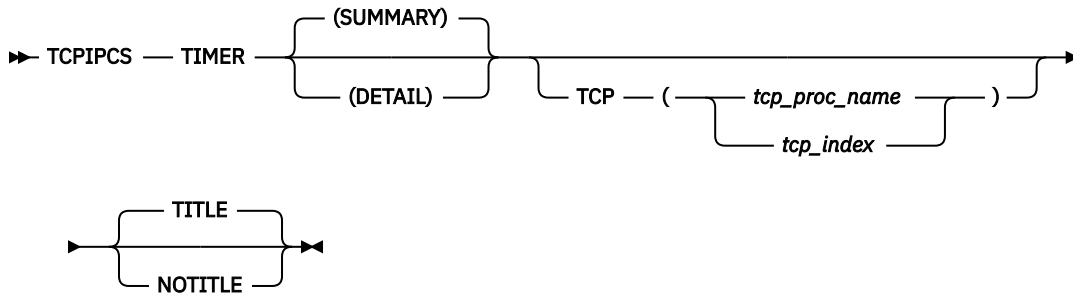 (SUMMARY)
TCPIPCS TIMER
(DETAIL)
TCP ( tcp_proc_name )
tcp_index
TITLE
NOTITLE